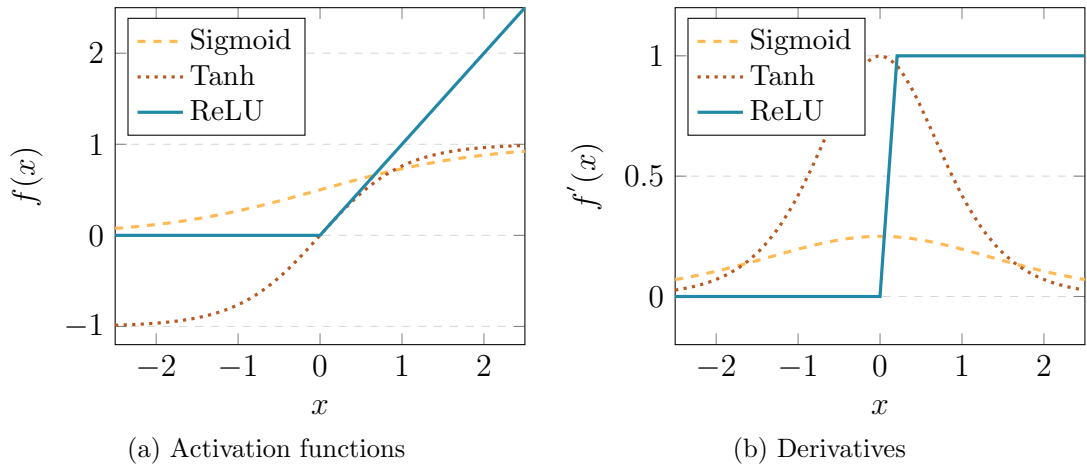 Sigmoid
Tanh
ReLU
2
1
0
−1
f(x)
−2
−1
0
1
2
x
(a) Activation functions
Sigmoid
Tanh
ReLU
1
0.5
0
f′(x)
−2
−1
0
1
2
x
(b) Derivatives